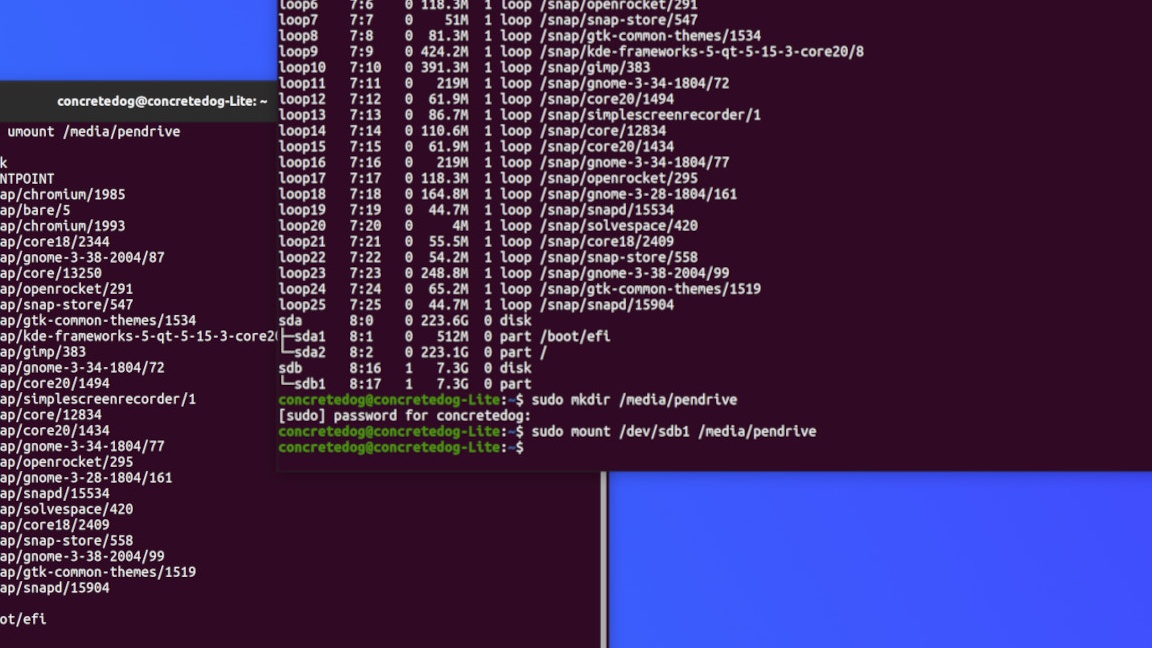 concretedog@concretedog-Lite: ~
umount /media/pendrive
k
NTPOINT
ap/chromium/1985
ap/bare/5
ap/chromium/1993
ap/core18/2344
ap/gnome-3-38-2004/87
ap/core/13250
ap/openrocket/291
ap/snap-store/547
ap/gtk-common-themes/1534
ap/kde-frameworks-5-qt-5-15-3-core20
ap/gimp/383
ap/gnome-3-34-1804/72
ap/core20/1494
ap/simplescreenrecorder/1
ap/core/12834
ap/core20/1434
ap/gnome-3-34-1804/77
ap/openrocket/295
ap/gnome-3-28-1804/161
ap/snapd/15534
ap/solvespace/420
ap/core18/2409
ap/snap-store/558
ap/gnome-3-38-2004/99
ap/gtk-common-themes/1519
ap/snapd/15904
ot/efi
loop6 7:6 0 118.3M 1 loop /snap/openrocket/291
loop7 7:7 0 51M 1 loop /snap/snap-store/547
loop8 7:8 0 81.3M 1 loop /snap/gtk-common-themes/1534
loop9 7:9 0 424.2M 1 loop /snap/kde-frameworks-5-qt-5-15-3-core20/8
loop10 7:10 0 391.3M 1 loop /snap/gimp/383
loop11 7:11 0 219M 1 loop /snap/gnome-3-34-1804/72
loop12 7:12 0 61.9M 1 loop /snap/core20/1494
loop13 7:13 0 86.7M 1 loop /snap/simplescreenrecorder/1
loop14 7:14 0 110.6M 1 loop /snap/core/12834
loop15 7:15 0 61.9M 1 loop /snap/core20/1434
loop16 7:16 0 219M 1 loop /snap/gnome-3-34-1804/77
loop17 7:17 0 118.3M 1 loop /snap/openrocket/295
loop18 7:18 0 164.8M 1 loop /snap/gnome-3-28-1804/161
loop19 7:19 0 44.7M 1 loop /snap/snapd/15534
loop20 7:20 0 4M 1 loop /snap/solvespace/420
loop21 7:21 0 55.5M 1 loop /snap/core18/2409
loop22 7:22 0 54.2M 1 loop /snap/snap-store/558
loop23 7:23 0 248.8M 1 loop /snap/gnome-3-38-2004/99
loop24 7:24 0 65.2M 1 loop /snap/gtk-common-themes/1519
loop25 7:25 0 44.7M 1 loop /snap/snapd/15904
sda 8:0 0 223.6G 0 disk
├─sda1 8:1 0 512M 0 part /boot/efi
└─sda2 8:2 0 223.1G 0 part /
sdb 8:16 1 7.3G 0 disk
└─sdb1 8:17 1 7.3G 0 part
concretedog@concretedog-Lite:~$ sudo mkdir /media/pendrive
[sudo] password for concretedog:
concretedog@concretedog-Lite:~$ sudo mount /dev/sdb1 /media/pendrive
concretedog@concretedog-Lite:~$